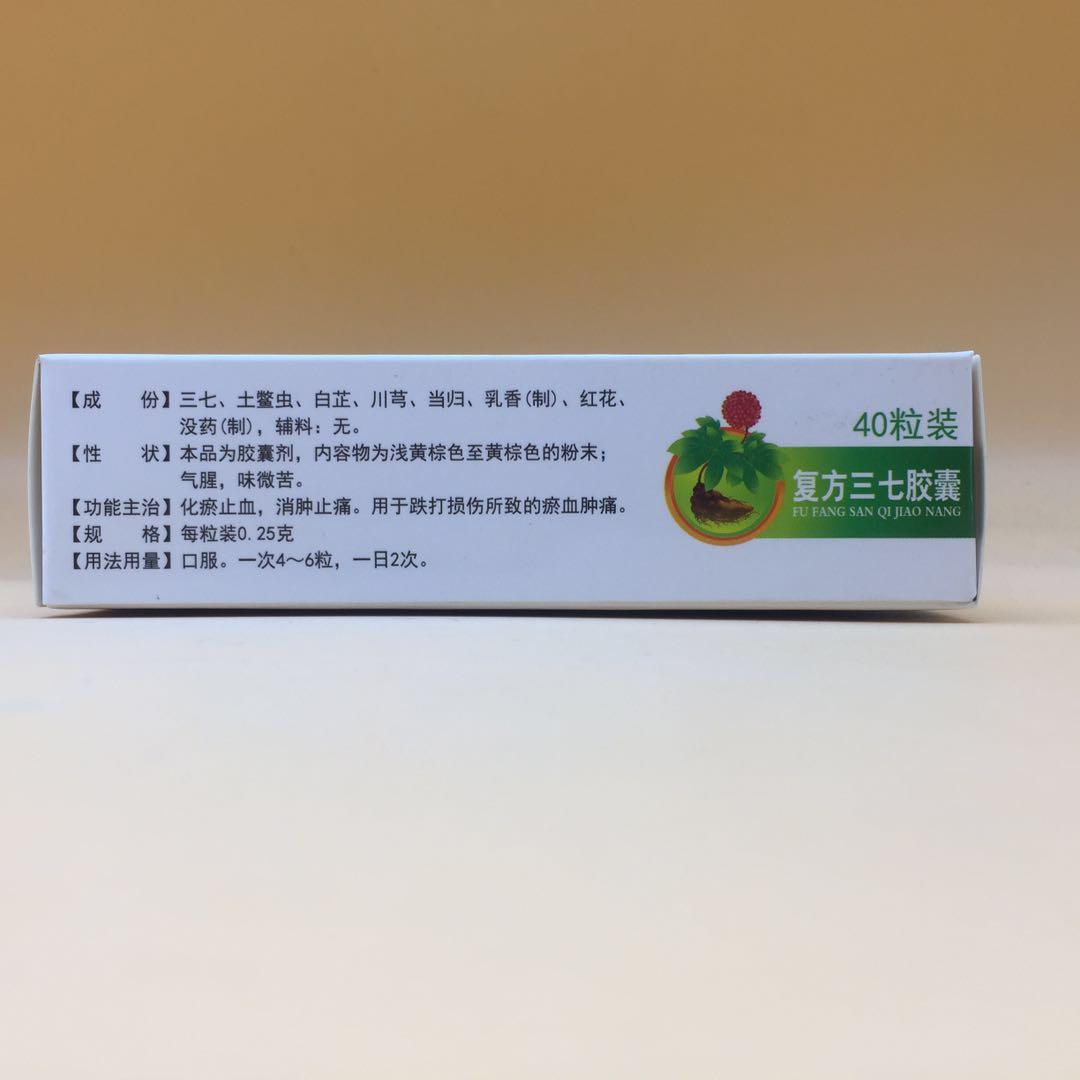 【成　　份】三七、土鳖虫、白芷、川芎、当归、乳香(制)、红花、
没药(制)，辅料：无。
【性　　状】本品为胶囊剂，内容物为浅黄棕色至黄棕色的粉末；
气腥，味微苦。
【功能主治】化瘀止血，消肿止痛。用于跌打损伤所致的瘀血肿痛。
【规　　格】每粒装0.25克
【用法用量】口服。一次4～6粒，一日2次。
40粒装
复方三七胶囊
FU FANG SAN QI JIAO NANG